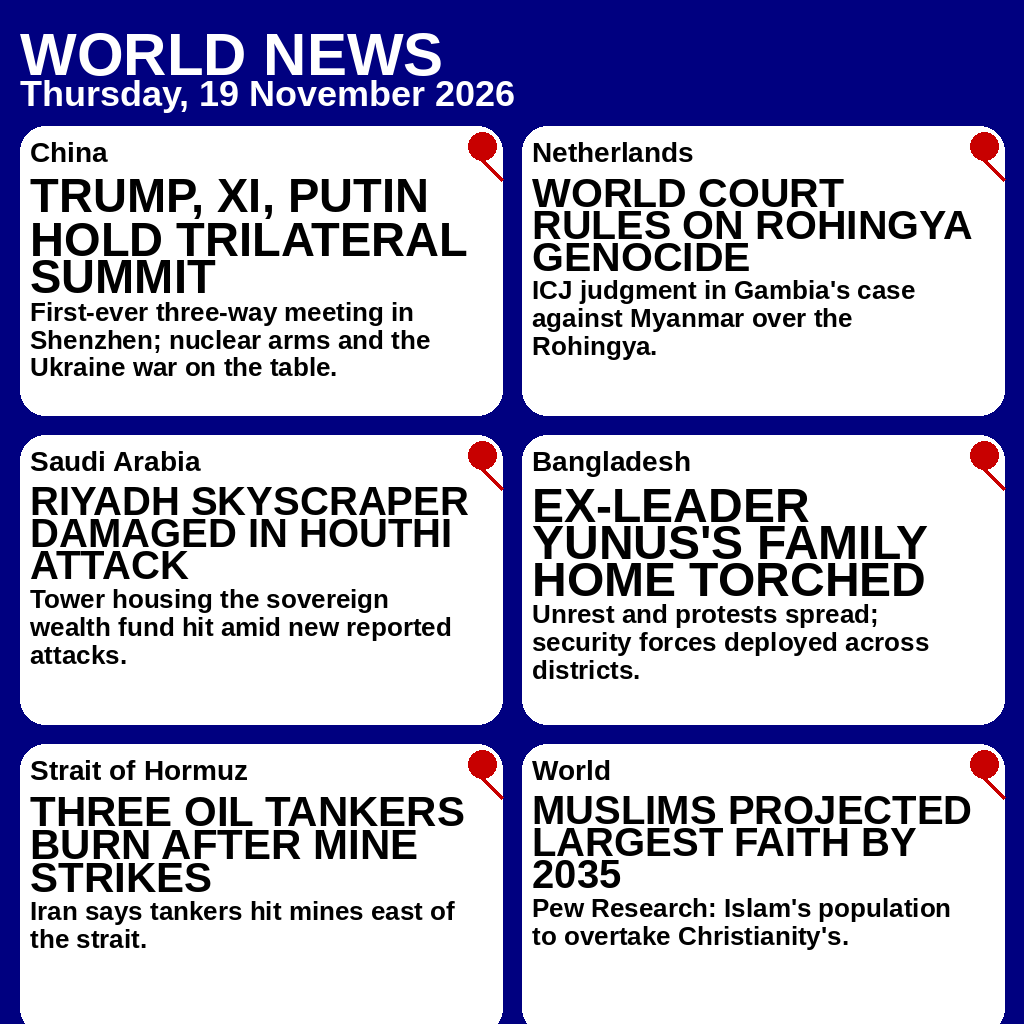 WORLD NEWS
Thursday, 19 November 2026
China
TRUMP, XI, PUTIN
HOLD TRILATERAL
SUMMIT
First-ever three-way meeting in
Shenzhen; nuclear arms and the
Ukraine war on the table.
Netherlands
WORLD COURT
RULES ON ROHINGYA
GENOCIDE
ICJ judgment in Gambia's case
against Myanmar over the
Rohingya.
Saudi Arabia
RIYADH SKYSCRAPER
DAMAGED IN HOUTHI
ATTACK
Tower housing the sovereign
wealth fund hit amid new reported
attacks.
Bangladesh
EX-LEADER
YUNUS'S FAMILY
HOME TORCHED
Unrest and protests spread;
security forces deployed across
districts.
Strait of Hormuz
THREE OIL TANKERS
BURN AFTER MINE
STRIKES
Iran says tankers hit mines east of
the strait.
World
MUSLIMS PROJECTED
LARGEST FAITH BY
2035
Pew Research: Islam's population
to overtake Christianity's.